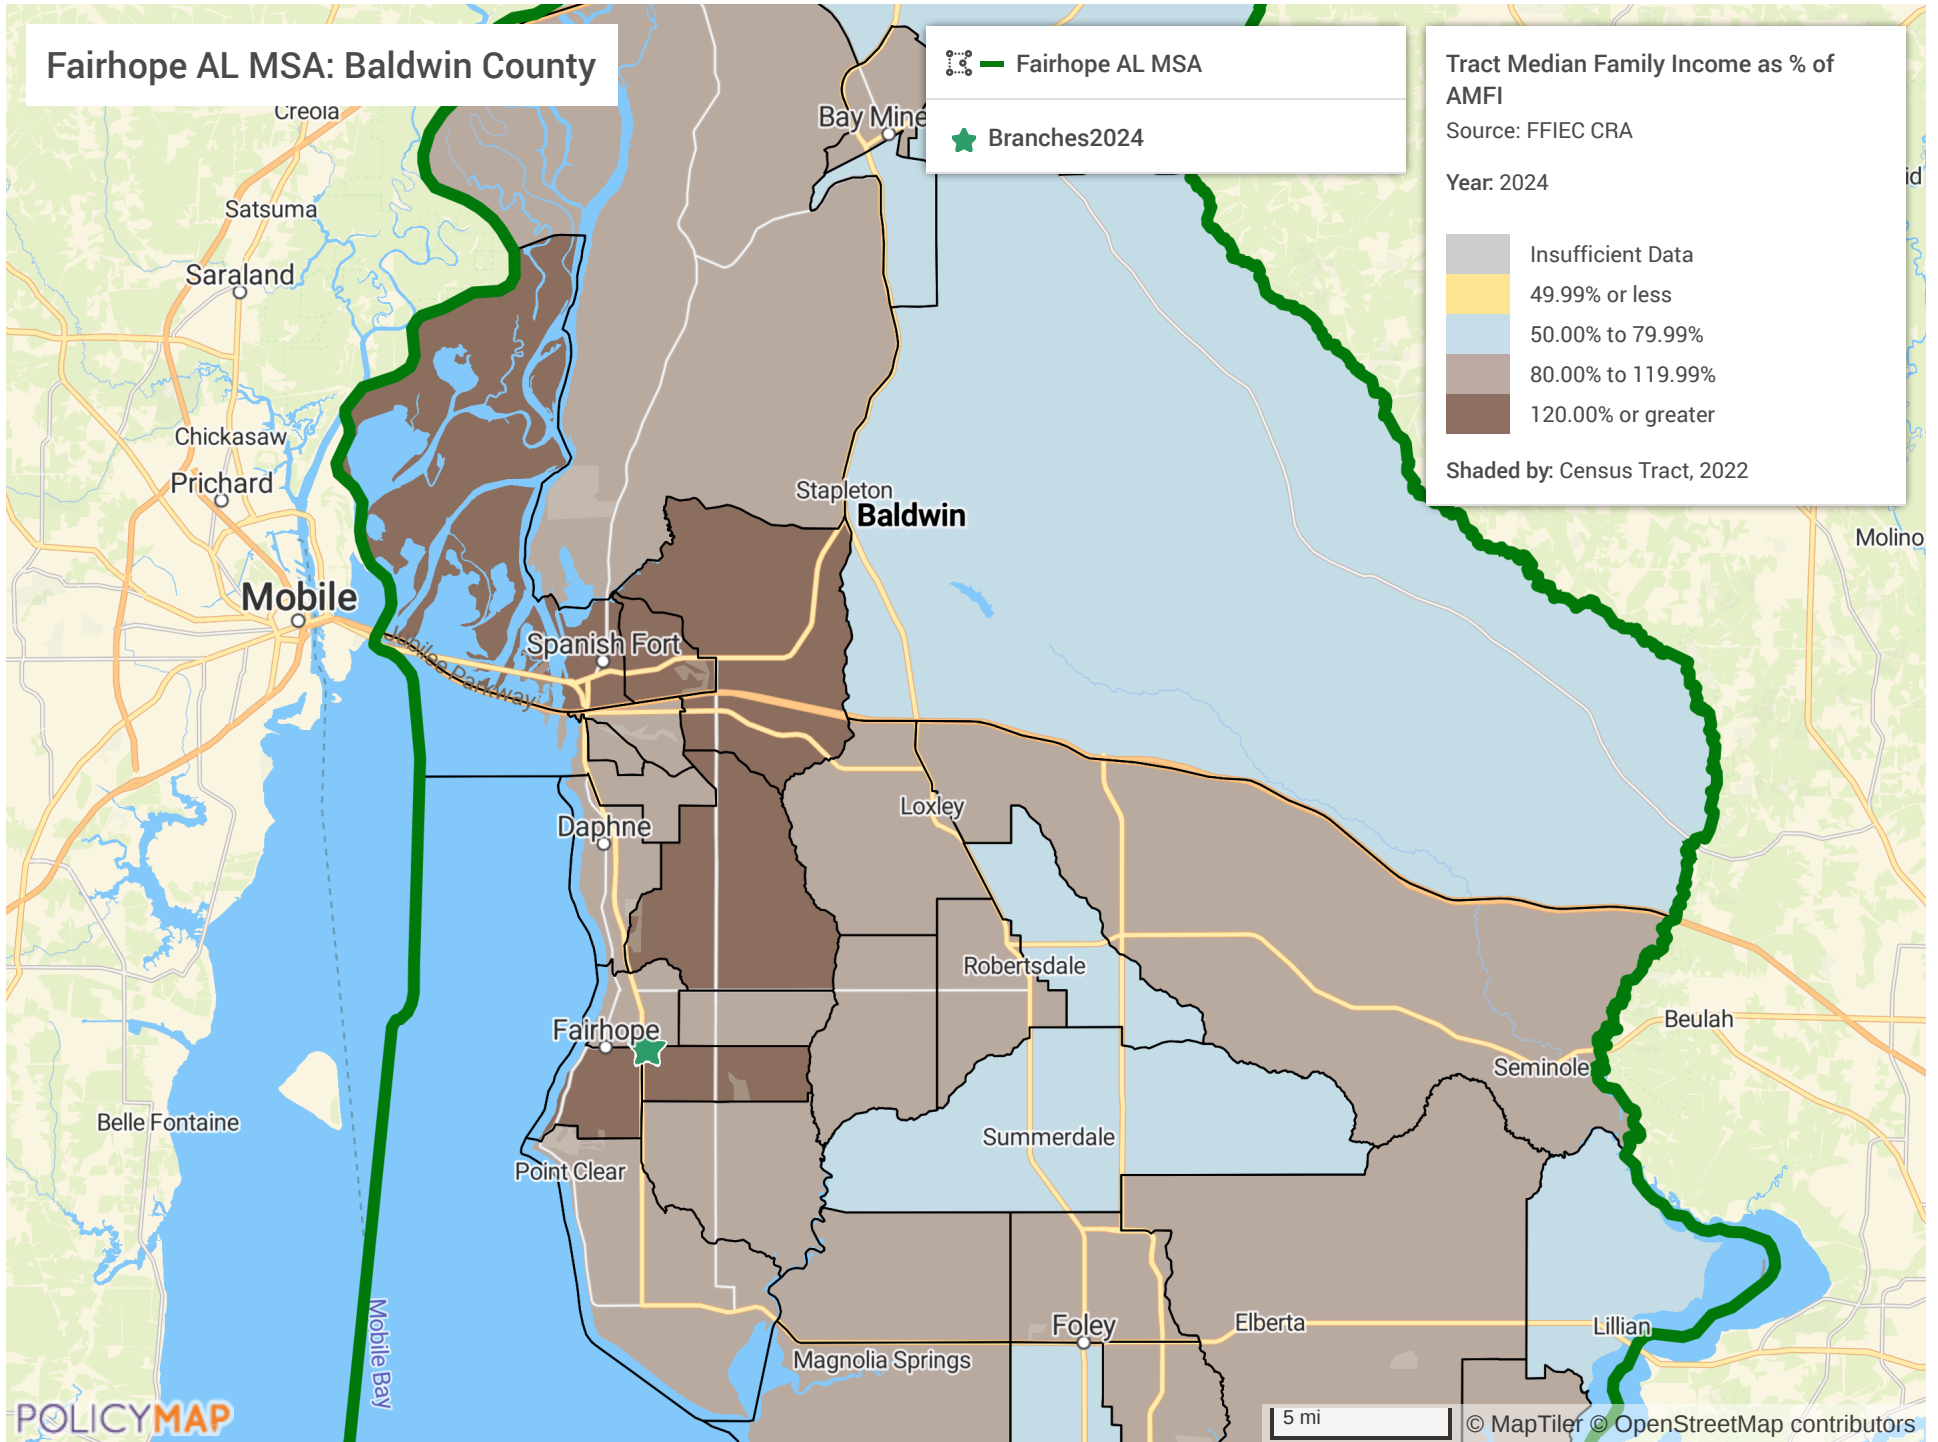 Fairhope AL MSA: Baldwin County
Fairhope AL MSA
Branches2024
Tract Median Family Income as % of
AMFI
Source: FFIEC CRA
Year: 2024
Insufficient Data
49.99% or less
50.00% to 79.99%
80.00% to 119.99%
120.00% or greater
Shaded by: Census Tract, 2022
Creola
Bay Mine
id
Satsuma
Saraland
Chickasaw
Prichard
Stapleton
Baldwin
Molino
Mobile
Jubilee Parkway
Spanish Fort
Loxley
Daphne
Robertsdale
Fairhope
Beulah
Seminole
Belle Fontaine
Summerdale
Point Clear
Mobile Bay
Foley
Elberta
Lillian
Magnolia Springs
POLICYMAP
5 mi
© MapTiler © OpenStreetMap contributors